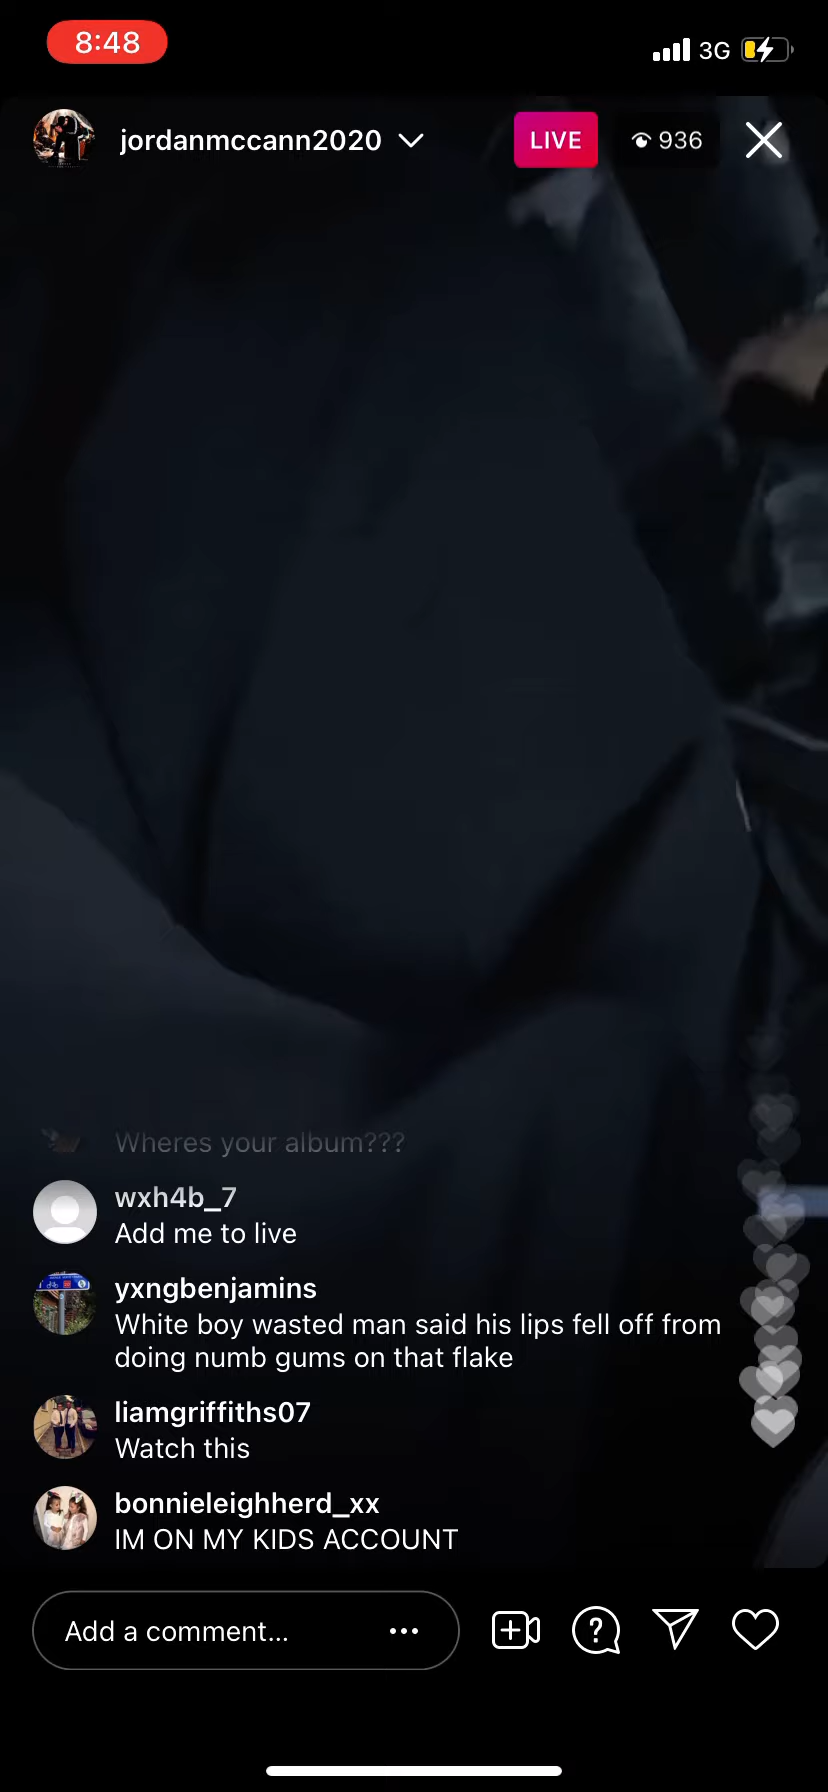 8:48
3G
jordanmccann2020
LIVE
936
Wheres your album???
wxh4b_7
Add me to live
yxngbenjamins
White boy wasted man said his lips fell off from
doing numb gums on that flake
liamgriffiths07
Watch this
bonnieleighherd_xx
IM ON MY KIDS ACCOUNT
Add a comment...